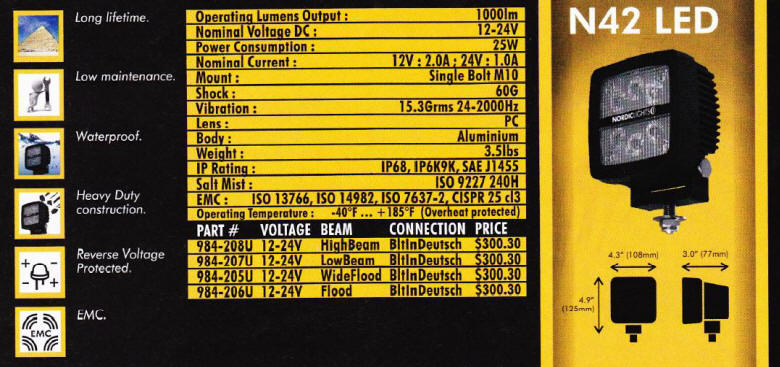 Long lifetime.
Low maintenance.
Waterproof.
Heavy Duty
construction.
Reverse Voltage
Protected.
EMC
EMC.
Operating Lumens Output : 1000lm
Nominal Voltage DC : 12-24V
Power Consumption : 25W
Nominal Current : 12V : 2.0A ; 24V : 1.0A
Mount : Single Bolt M10
Shock : 60G
Vibration : 15.3Grms 24-2000Hz
Lens : PC
Body : Aluminium
Weight : 3.5lbs
IP Rating : IP68, IP6K9K, SAE J1455
Salt Mist : ISO 9227 240H
EMC : ISO 13766, ISO 14982, ISO 7637-2, CISPR 25 cl3
Operating Temperature : -40°F ... +185°F (Overheat protected)
PART # VOLTAGE BEAM CONNECTION PRICE
984-208U 12-24V HighBeam BltInDeutsch $300.30
984-207U 12-24V LowBeam BltInDeutsch $300.30
984-205U 12-24V WideFlood BltInDeutsch $300.30
984-206U 12-24V Flood BltInDeutsch $300.30
N42 LED
NORDICLIGHTS
4.3" (108mm) 3.0" (77mm)
4.9"
(125mm)